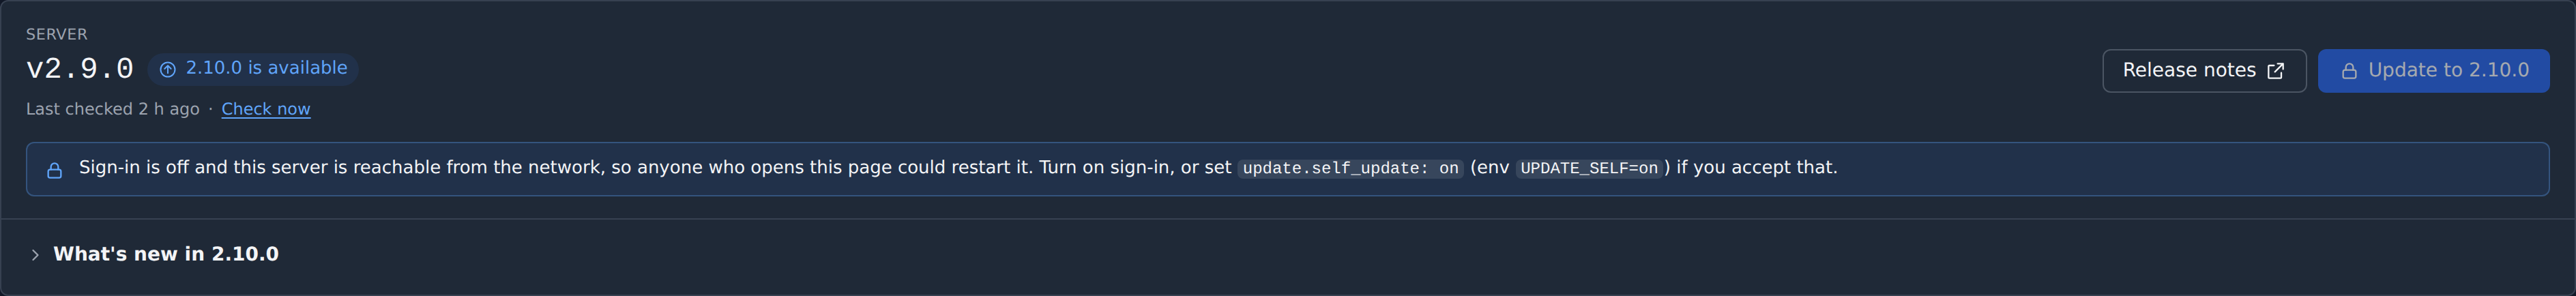 SERVER
v2.9.0 2.10.0 is available
Release notes Update to 2.10.0
Last checked 2 h ago · Check now
Sign-in is off and this server is reachable from the network, so anyone who opens this page could restart it. Turn on sign-in, or set update.self_update: on (env UPDATE_SELF=on) if you accept that.
What's new in 2.10.0